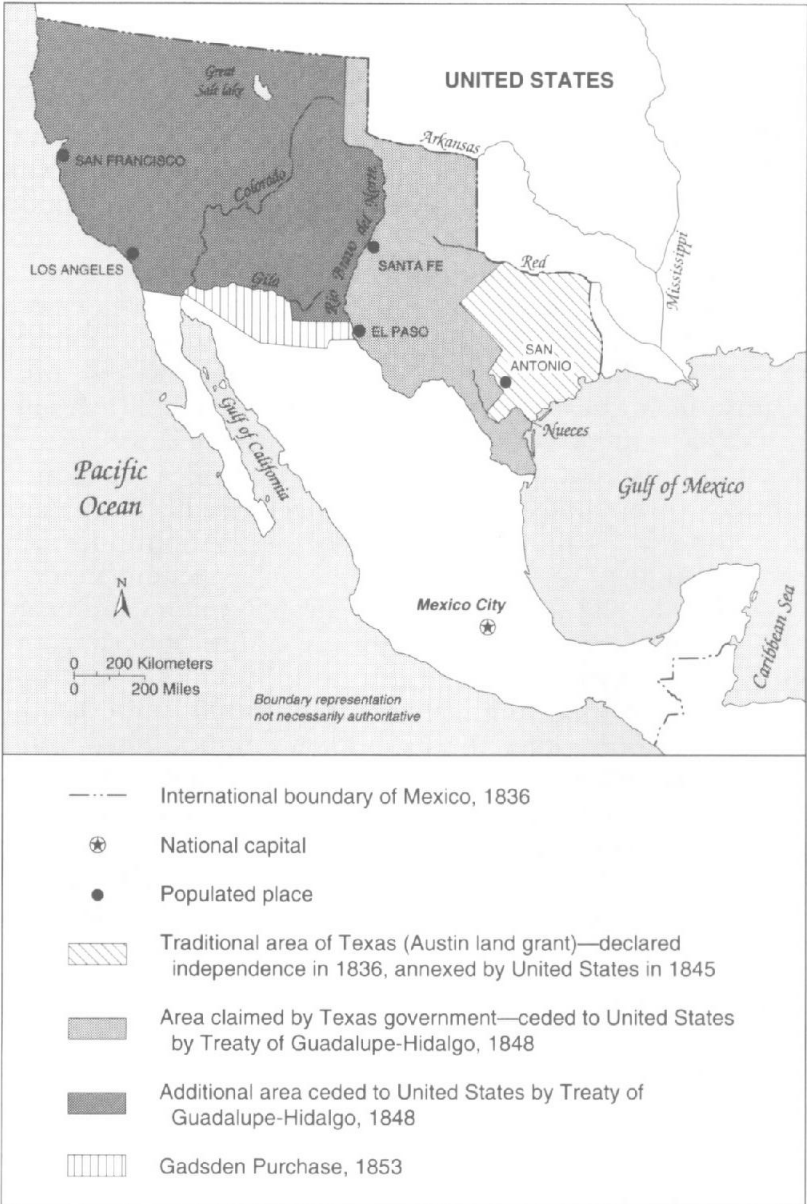 UNITED STATES
Great
Salt lake
Arkansas
SAN FRANCISCO
Colorado
Rio Bravo del Norte
Mississippi
LOS ANGELES
SANTA FE
Red
Gila
EL PASO
SAN
ANTONIO
Nueces
Gulf of California
Pacific
Ocean
Gulf of Mexico
N
Mexico City
Caribbean Sea
0 200 Kilometers
0 200 Miles
Boundary representation
not necessarily authoritative
International boundary of Mexico, 1836
National capital
Populated place
Traditional area of Texas (Austin land grant)—declared
independence in 1836, annexed by United States in 1845
Area claimed by Texas government—ceded to United States
by Treaty of Guadalupe-Hidalgo, 1848
Additional area ceded to United States by Treaty of
Guadalupe-Hidalgo, 1848
Gadsden Purchase, 1853